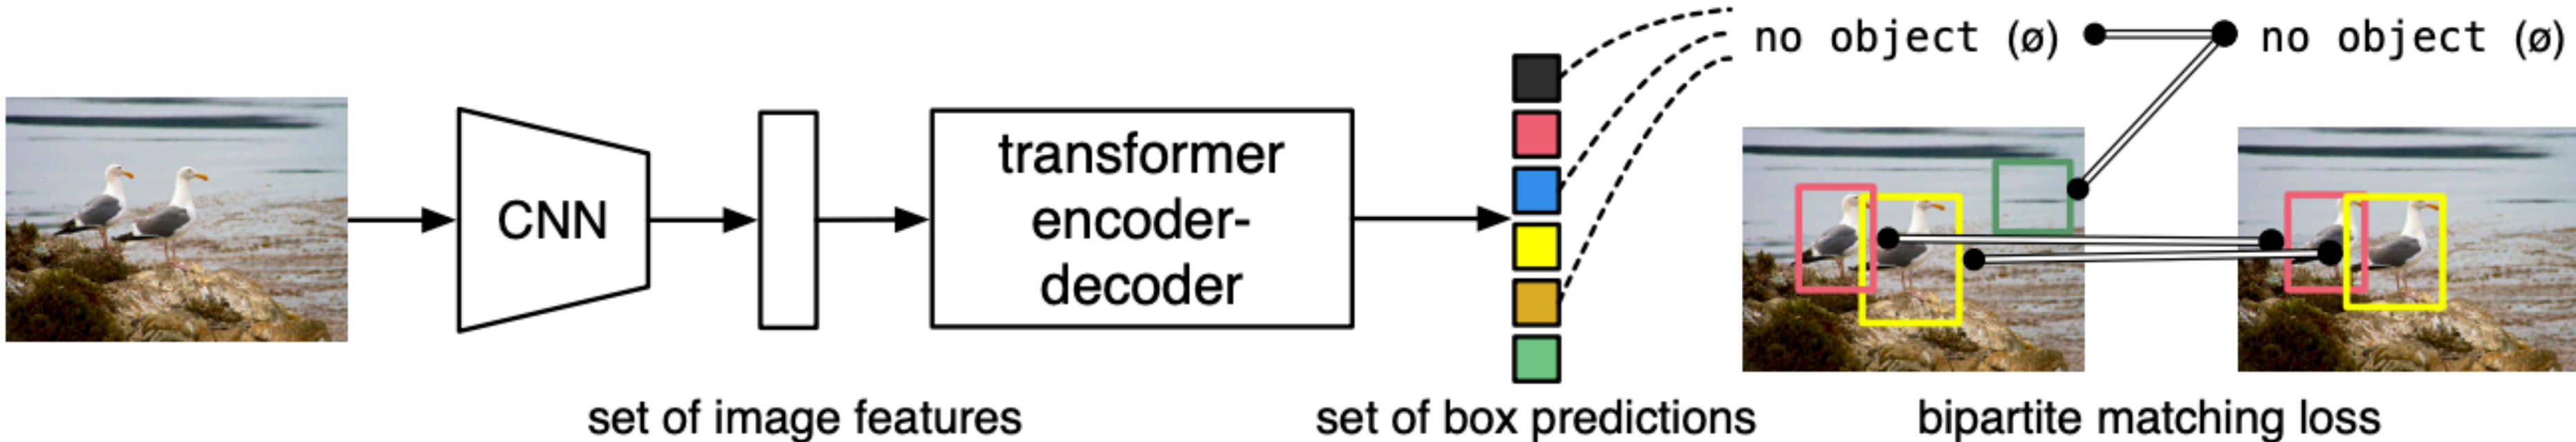 no object (ø)
no object (ø)
CNN
transformer
encoder-
decoder
set of image features
set of box predictions
bipartite matching loss